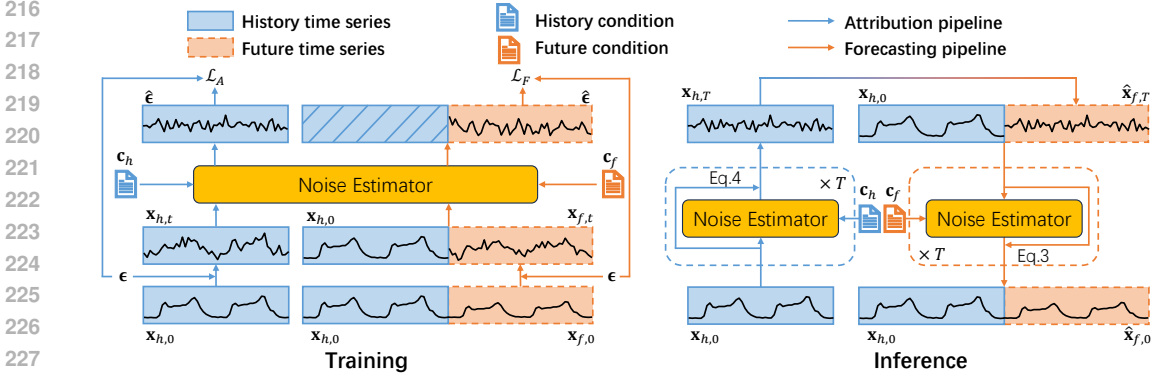 216
217
218
219
220
221
222
223
224
225
226
227
History time series
Future time series
History condition
Future condition
Attribution pipeline
Forecasting pipeline
ℒ_A
ℒ_F
ϵ̂
ϵ̂
c_h
Noise Estimator
c_f
x_{h,t}
x_{h,0}
x_{f,t}
ϵ
ϵ
x_{h,0}
x_{h,0}
x_{f,0}
Training
x_{h,T}
x_{h,0}
x̂_{f,T}
Eq.4
× T
c_h
c_f
Noise Estimator
Noise Estimator
× T
Eq.3
x_{h,0}
x_{h,0}
x̂_{f,0}
Inference